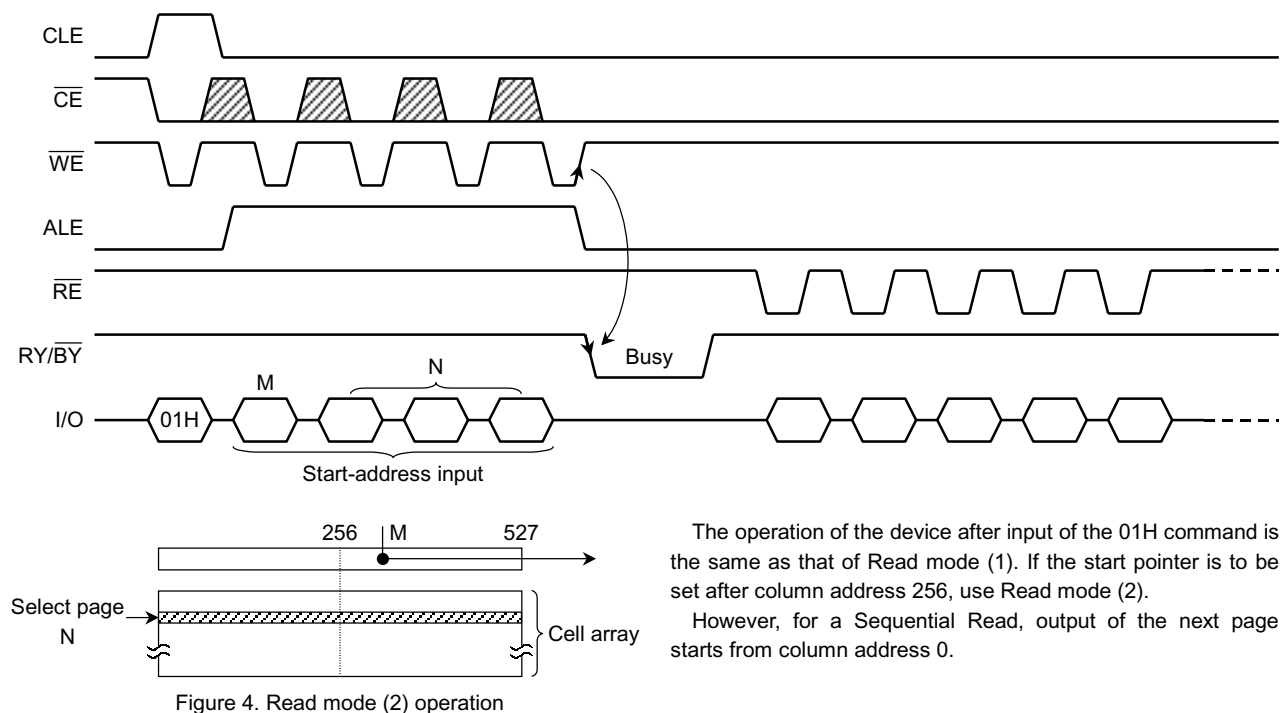 CLE
CE
WE
ALE
RE
RY/BY
Busy
M
N
I/O
01H
Start-address input
256
M
527
Select page
N
Cell array
Figure 4. Read mode (2) operation
The operation of the device after input of the 01H command is
the same as that of Read mode (1). If the start pointer is to be
set after column address 256, use Read mode (2).
However, for a Sequential Read, output of the next page
starts from column address 0.